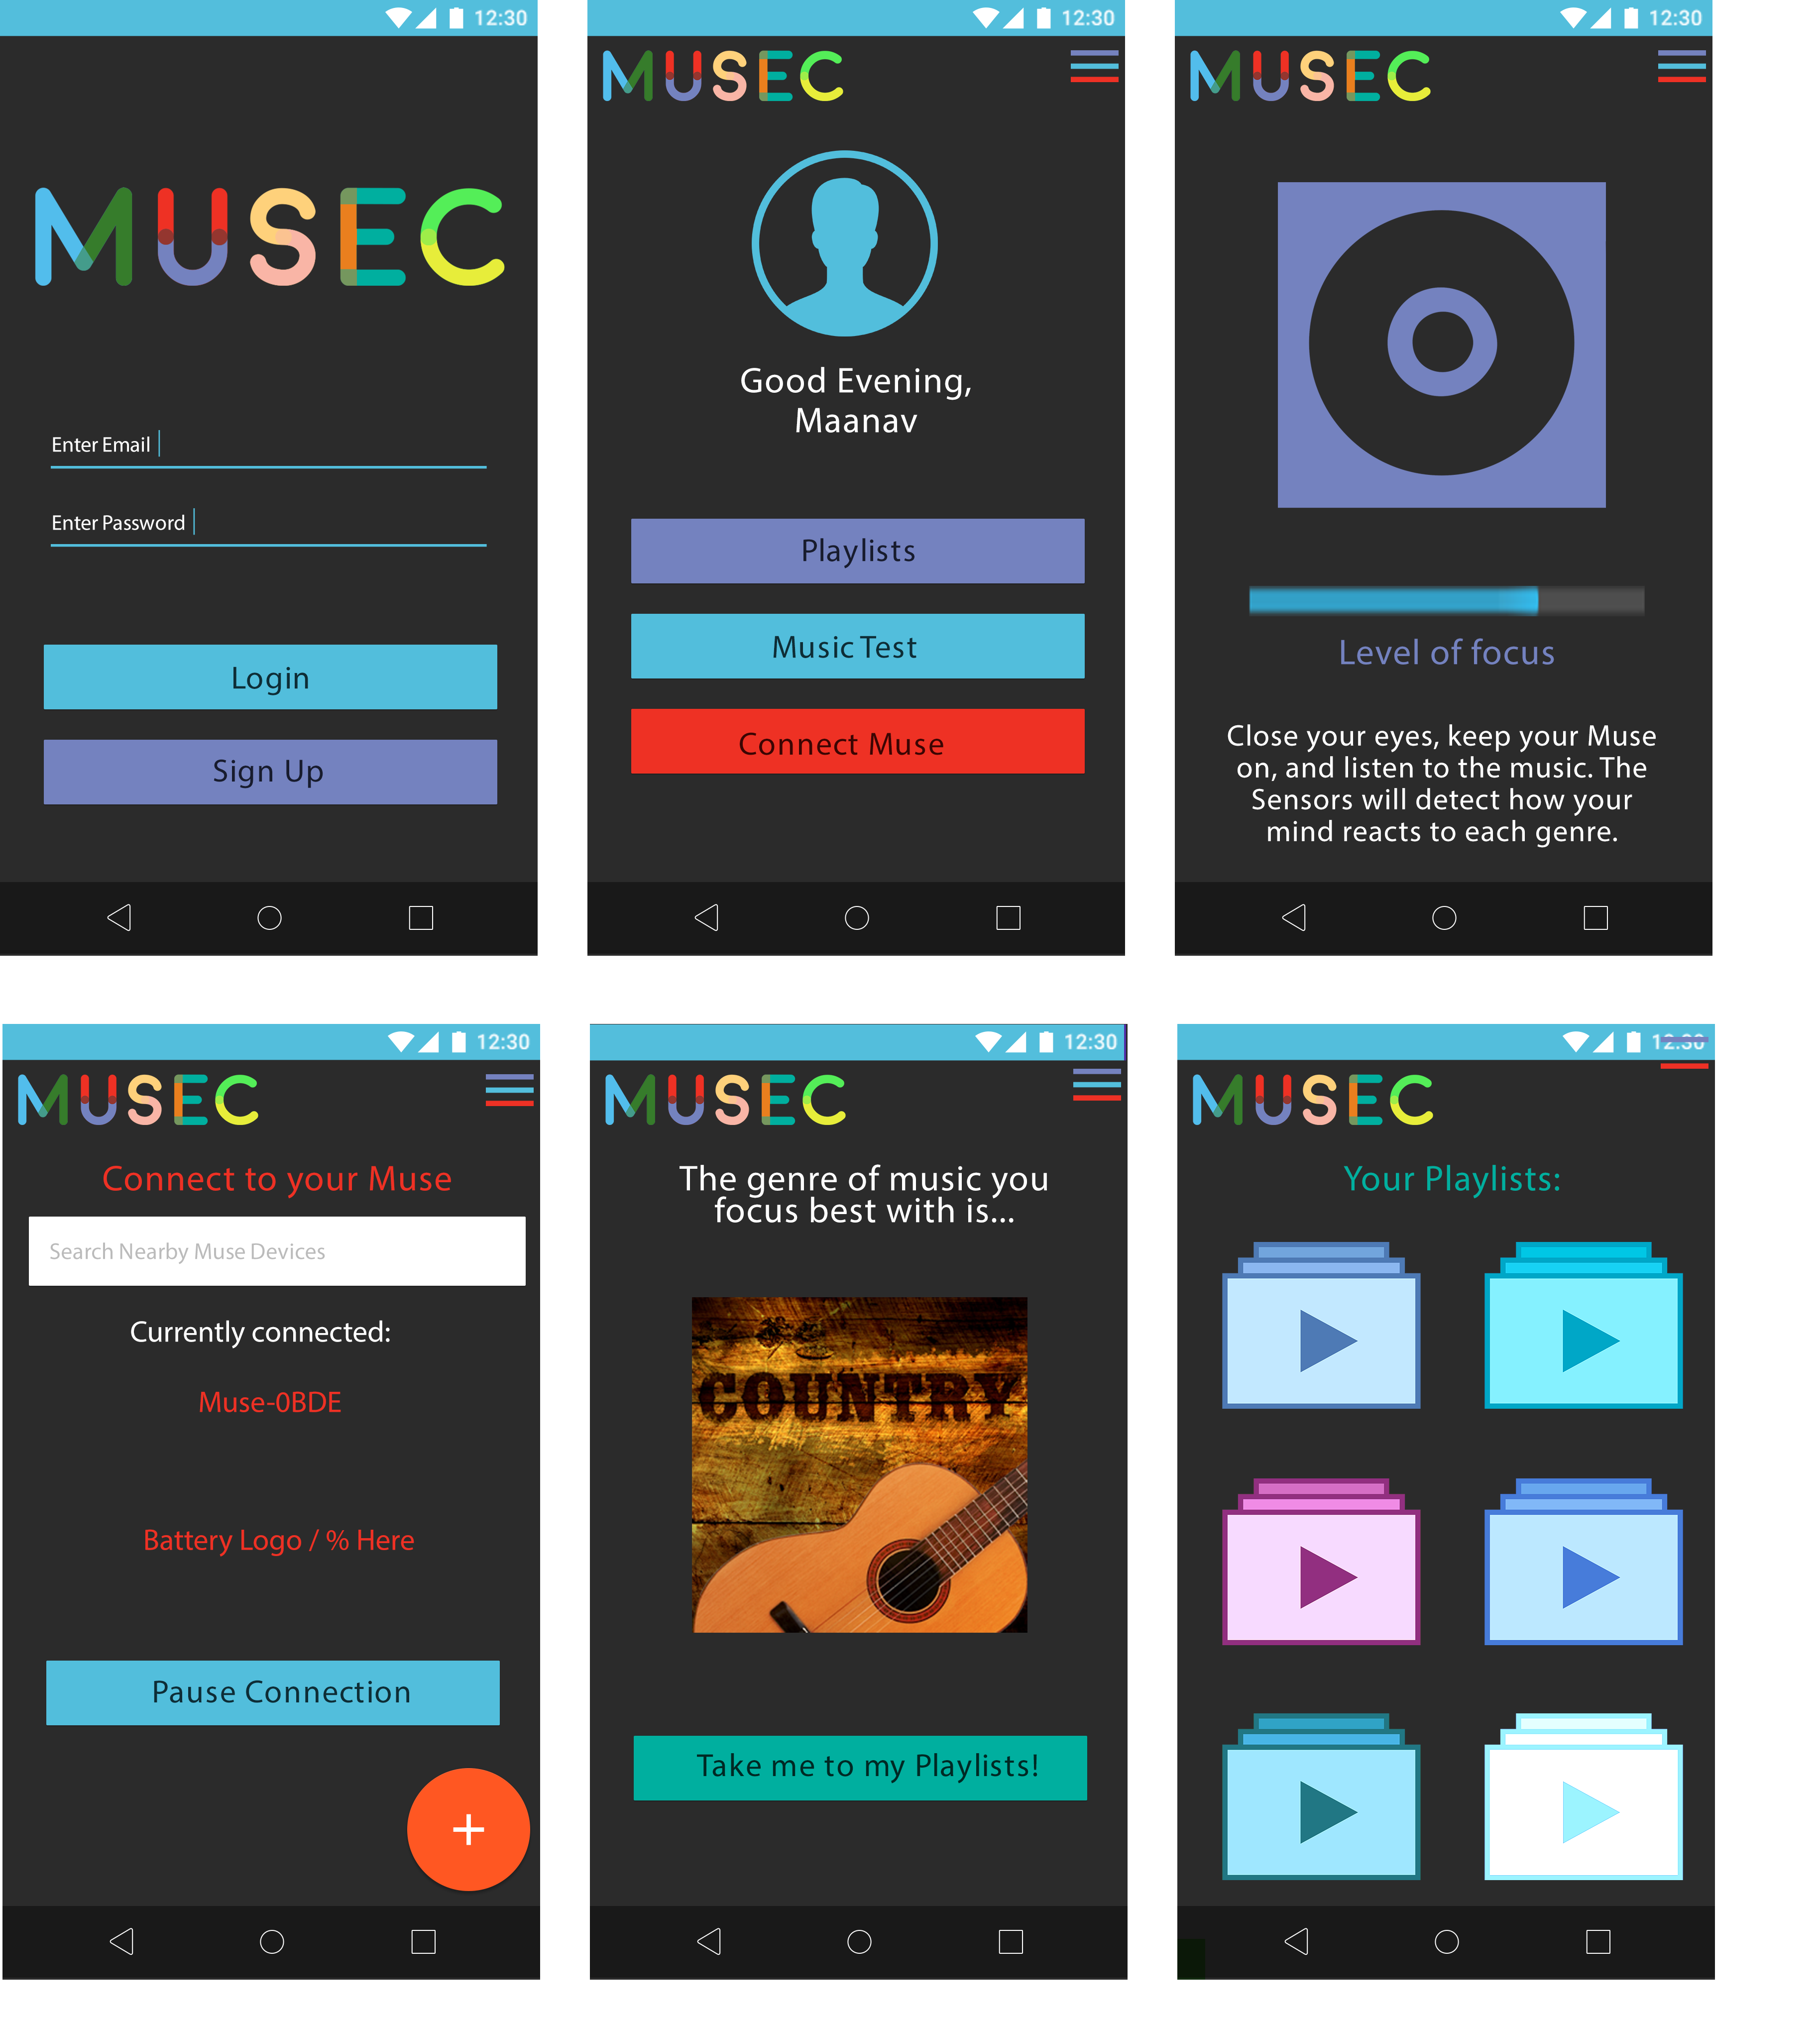 12:30
MUSEC
Enter Email
Enter Password
Login
Sign Up
12:30
MUSEC
Good Evening,
Maanav
Playlists
Music Test
Connect Muse
12:30
MUSEC
Level of focus
Close your eyes, keep your Muse
on, and listen to the music. The
Sensors will detect how your
mind reacts to each genre.
12:30
MUSEC
Connect to your Muse
Search Nearby Muse Devices
Currently connected:
Muse-0BDE
Battery Logo / % Here
Pause Connection
+
12:30
MUSEC
The genre of music you
focus best with is...
COUNTRY
Take me to my Playlists!
12:30
MUSEC
Your Playlists: